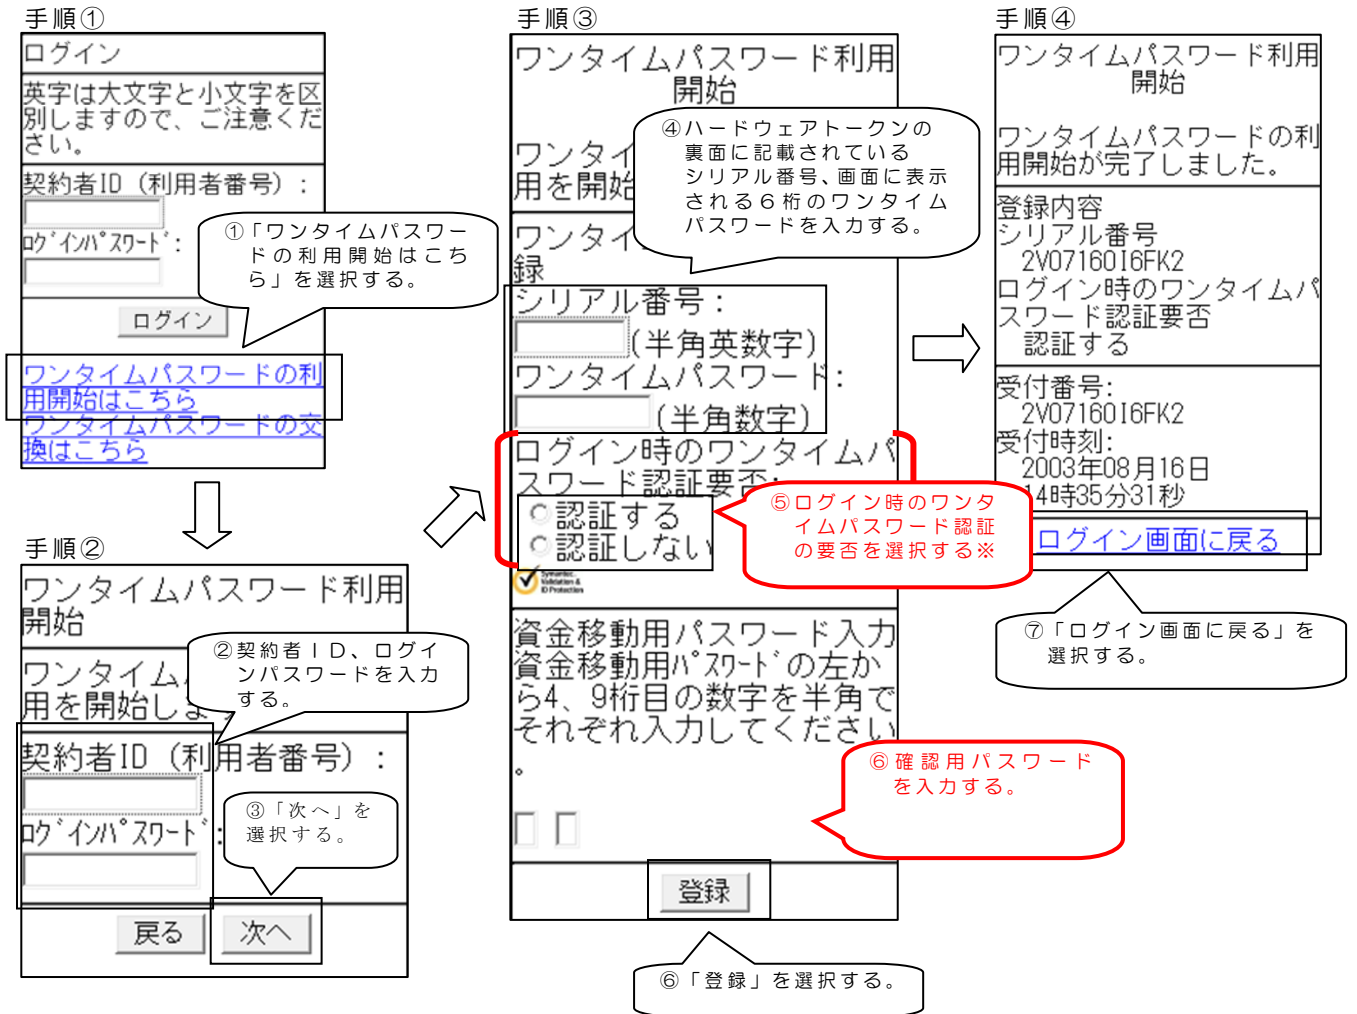 手順①
ログイン
英字は大文字と小文字を区
別しますので、ご注意くだ
さい。
契約者ID（利用者番号）:
ﾛｸﾞｲﾝﾊﾟｽﾜｰﾄﾞ:
①「ワンタイムパスワー
ドの利用開始はこち
ら」を選択する。
ログイン
ワンタイムパスワードの利
用開始はこちら
ワンタイムパスワードの交
換はこちら
手順②
ワンタイムパスワード利用
開始
ワンタイム
用を開始しま
②契約者ＩＤ、ログイ
ンパスワードを入力
する。
契約者ID（利用者番号）:
ﾛｸﾞｲﾝﾊﾟｽﾜｰﾄﾞ:
③「次へ」を
選択する。
戻る
次へ
手順③
ワンタイムパスワード利用
開始
ワンタイ
用を開始
④ハードウェアトークンの
裏面に記載されている
シリアル番号、画面に表示
される６桁のワンタイム
パスワードを入力する。
ワンタイ
録
シリアル番号:
(半角英数字)
ワンタイムパスワード:
(半角数字)
ログイン時のワンタイムパ
スワード認証要否:
認証する
認証しない
⑤ログイン時のワンタ
イムパスワード認証
の要否を選択する※
Symantec.
Validation &
ID Protection
資金移動用パスワード入力
資金移動用ﾊﾟｽﾜｰﾄﾞの左か
ら4、9桁目の数字を半角で
それぞれ入力してください
。
⑥確認用パスワード
を入力する。
登録
⑥「登録」を選択する。
手順④
ワンタイムパスワード利用
開始
ワンタイムパスワードの利
用開始が完了しました。
登録内容
シリアル番号
2V07160I6FK2
ログイン時のワンタイムパ
スワード認証要否
認証する
受付番号:
2V07160I6FK2
受付時刻:
2003年08月16日
14時35分31秒
ログイン画面に戻る
⑦「ログイン画面に戻る」を
選択する。